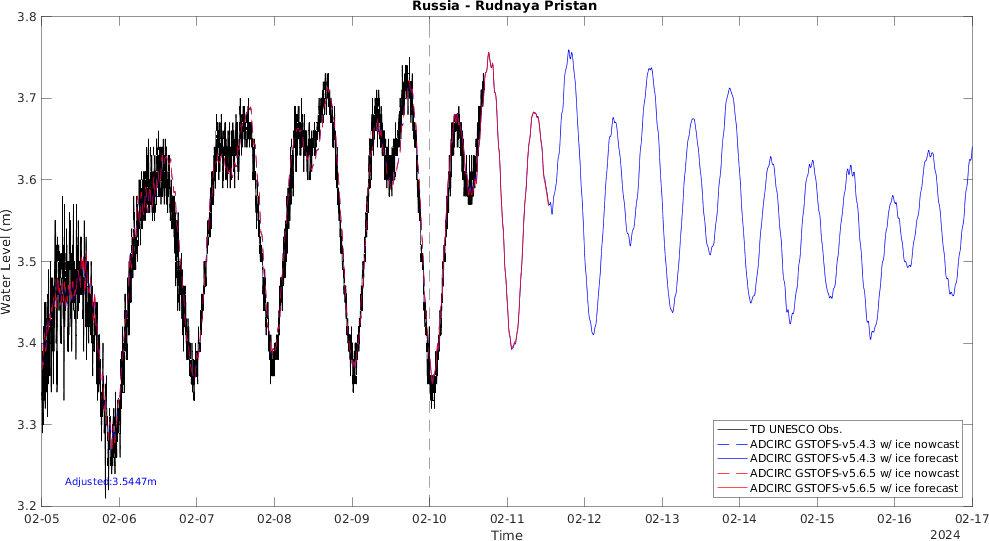 Russia - Rudnaya Pristan
3.8
3.7
3.6
3.5
3.4
3.3
3.2
Water Level (m)
Adjusted:3.5447m
TD UNESCO Obs.
ADCIRC GSTOFS-v5.4.3 w/ ice nowcast
ADCIRC GSTOFS-v5.4.3 w/ ice forecast
ADCIRC GSTOFS-v5.6.5 w/ ice nowcast
ADCIRC GSTOFS-v5.6.5 w/ ice forecast
02-05 02-06 02-07 02-08 02-09 02-10 02-11 02-12 02-13 02-14 02-15 02-16 02-17
Time
2024